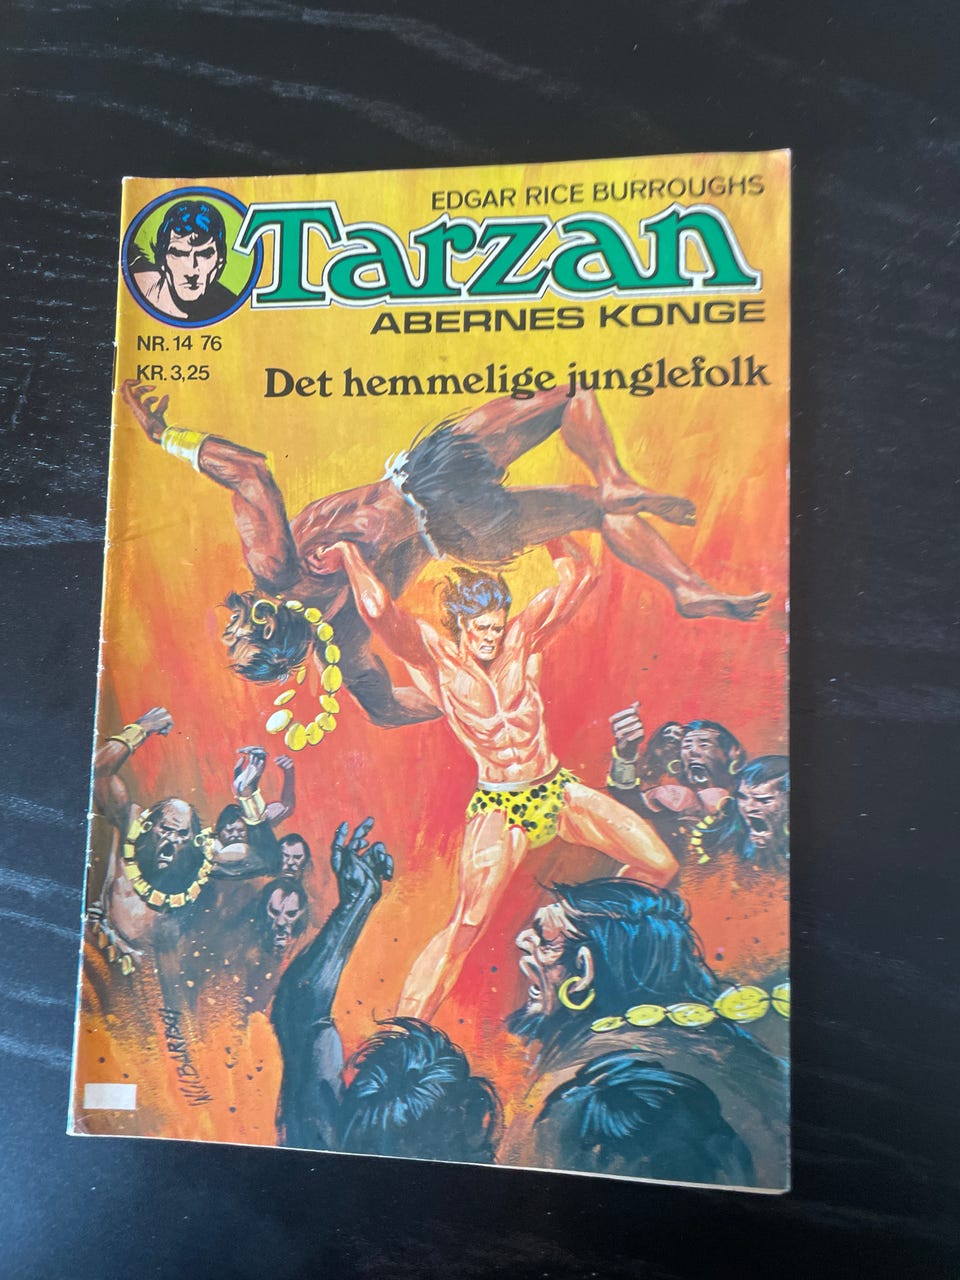 EDGAR RICE BURROUGHS
Tarzan
ABERNES KONGE
NR. 14 76
KR. 3,25
Det hemmelige junglefolk